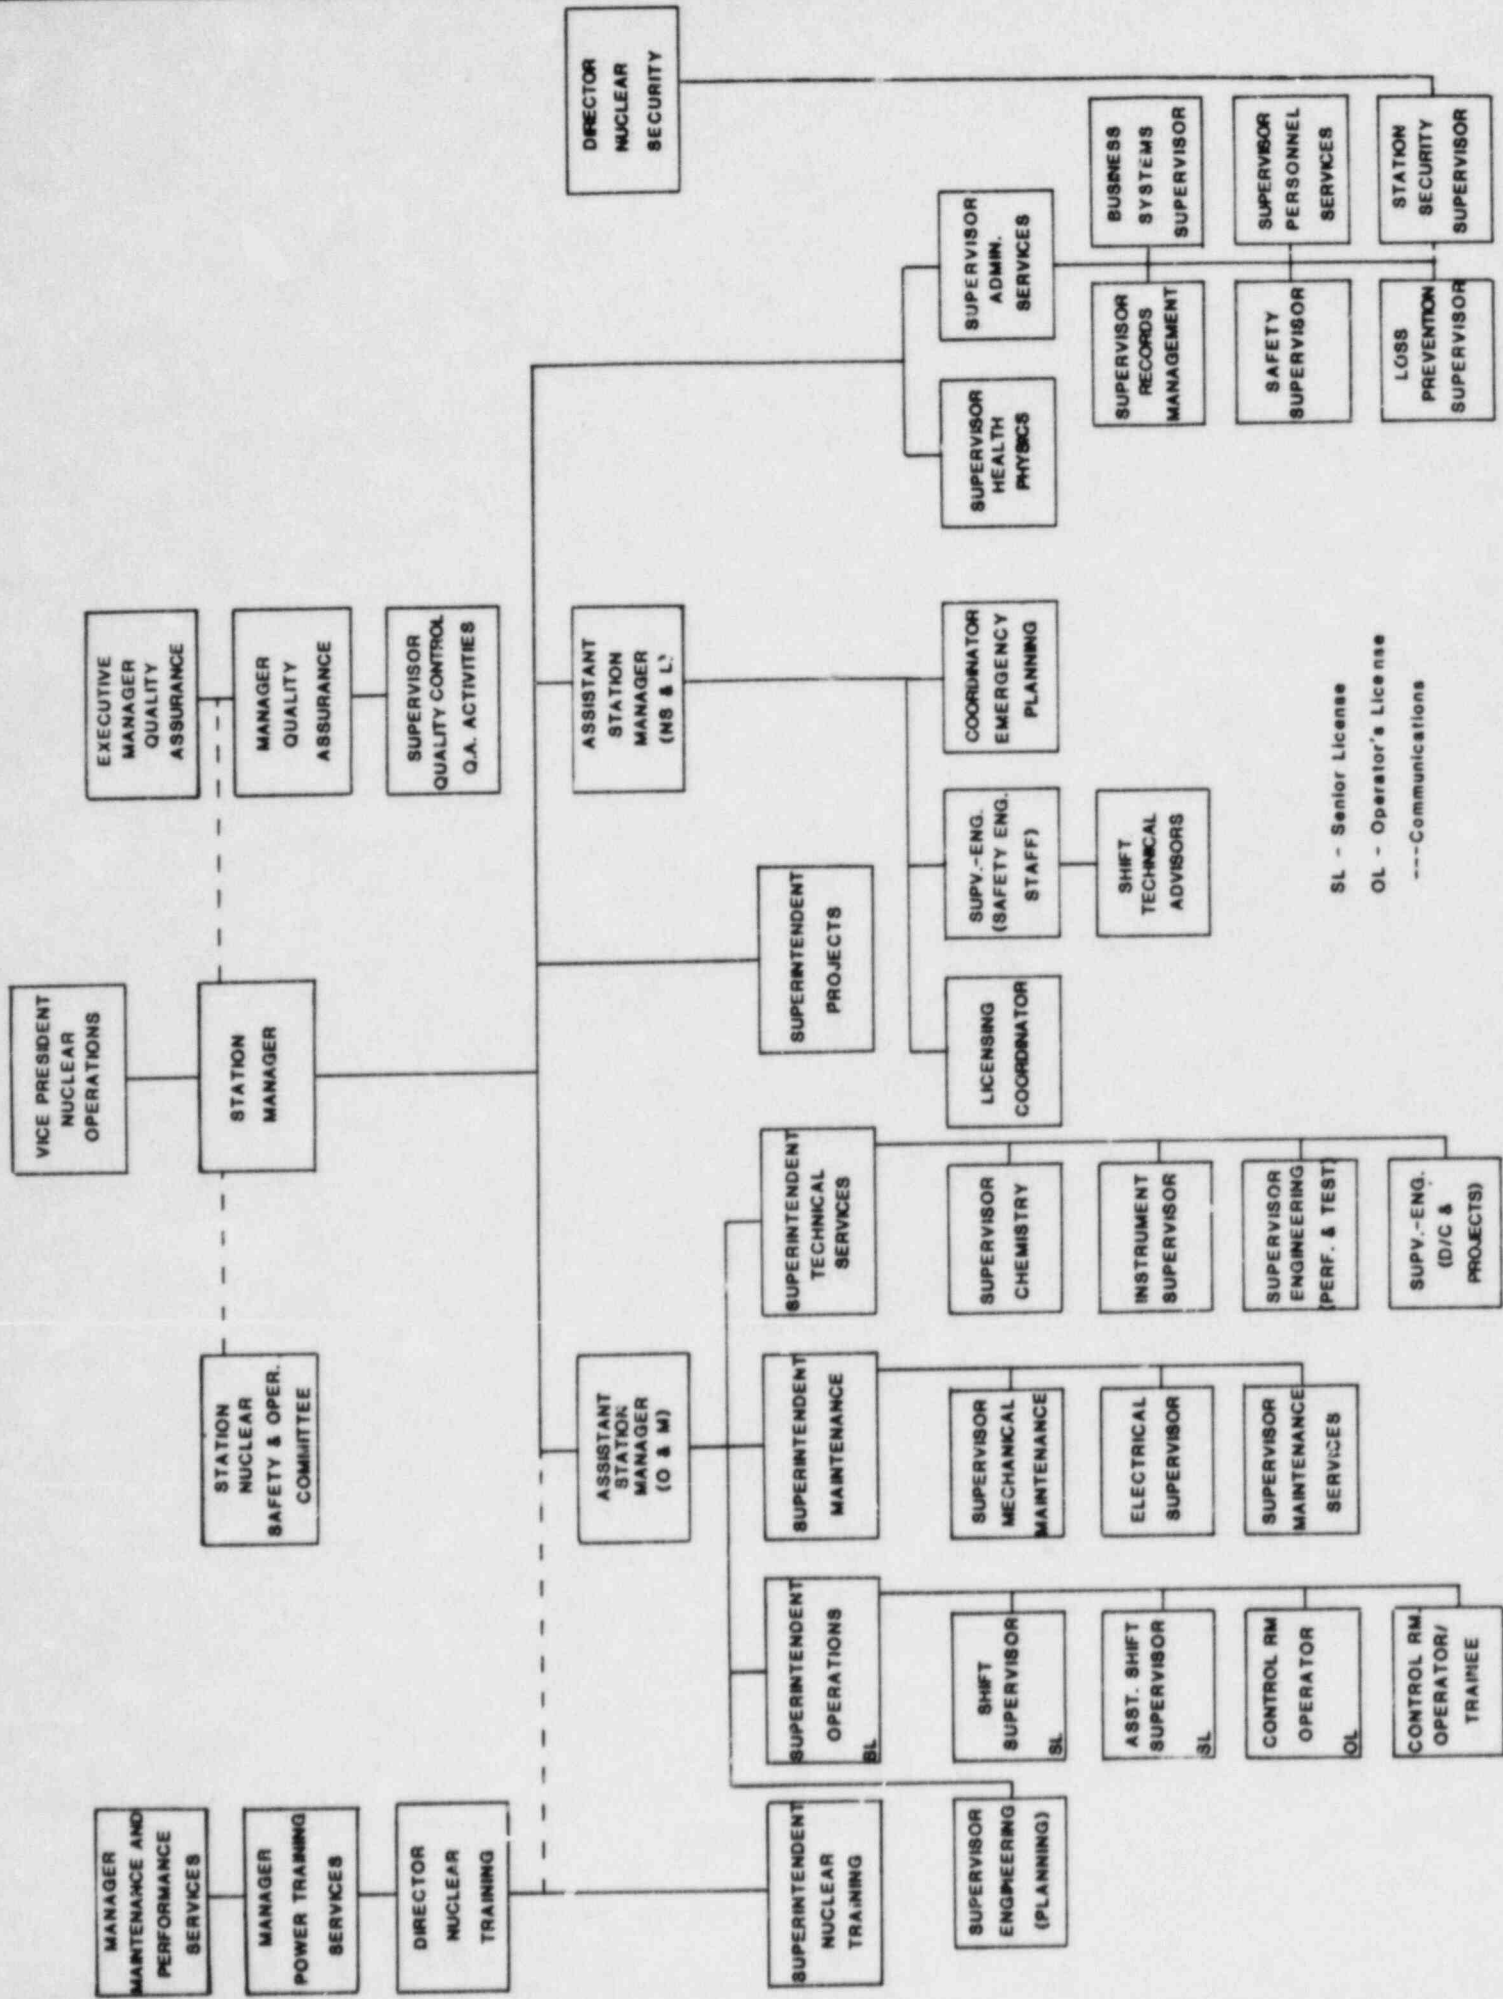 VICE PRESIDENT
NUCLEAR
OPERATIONS
MANAGER
MAINTENANCE AND
PERFORMANCE
SERVICES
EXECUTIVE
MANAGER
QUALITY
ASSURANCE
STATION
NUCLEAR
SAFETY & OPER.
COMMITTEE
STATION
MANAGER
MANAGER
POWER TRAINING
SERVICES
MANAGER
QUALITY
ASSURANCE
DIRECTOR
NUCLEAR
TRAINING
SUPERVISOR
QUALITY CONTROL
Q.A. ACTIVITIES
ASSISTANT
STATION
MANAGER
(O & M)
ASSISTANT
STATION
MANAGER
(NS & L)
DIRECTOR
NUCLEAR
SECURITY
SUPERINTENDENT
NUCLEAR
TRAINING
SUPERINTENDENT
OPERATIONS
SL
SUPERINTENDENT
MAINTENANCE
SUPERINTENDENT
TECHNICAL
SERVICES
SUPERINTENDENT
PROJECTS
SUPERVISOR
ENGINEERING
(PLANNING)
SHIFT
SUPERVISOR
SL
SUPERVISOR
MECHANICAL
MAINTENANCE
SUPERVISOR
CHEMISTRY
LICENSING
COORDINATOR
SUPV.-ENG.
(SAFETY ENG.
STAFF)
COORDINATOR
EMERGENCY
PLANNING
SUPERVISOR
HEALTH
PHYSICS
SUPERVISOR
ADMIN.
SERVICES
ASST. SHIFT
SUPERVISOR
SL
ELECTRICAL
SUPERVISOR
INSTRUMENT
SUPERVISOR
SHIFT
TECHNICAL
ADVISORS
SUPERVISOR
RECORDS
MANAGEMENT
BUSINESS
SYSTEMS
SUPERVISOR
CONTROL RM
OPERATOR
OL
SUPERVISOR
MAINTENANCE
SERVICES
SUPERVISOR
ENGINEERING
(PERF. & TEST)
SAFETY
SUPERVISOR
SUPERVISOR
PERSONNEL
SERVICES
CONTROL RM.
OPERATOR/
TRAINEE
SUPV.-ENG.
(D/C &
PROJECTS)
LOSS
PREVENTION
SUPERVISOR
STATION
SECURITY
SUPERVISOR
SL - Senior License
OL - Operator's License
---Communications